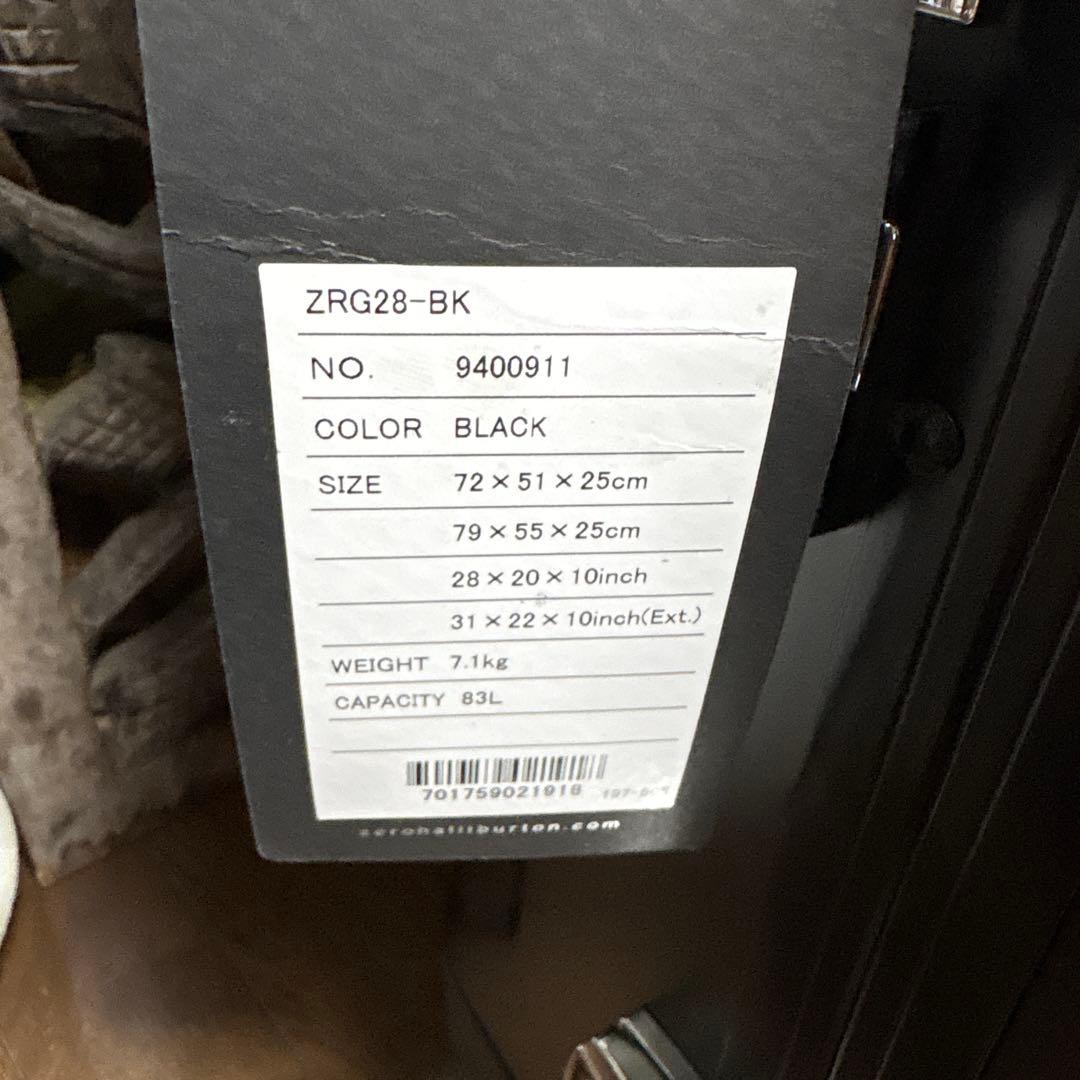 ZRG28-BK
NO. 9400911
COLOR BLACK
SIZE 72×51×25cm
79×55×25cm
28×20×10inch
31×22×10inch(Ext.)
WEIGHT 7.1kg
CAPACITY 83L
701759021918
zerohalliburton.com